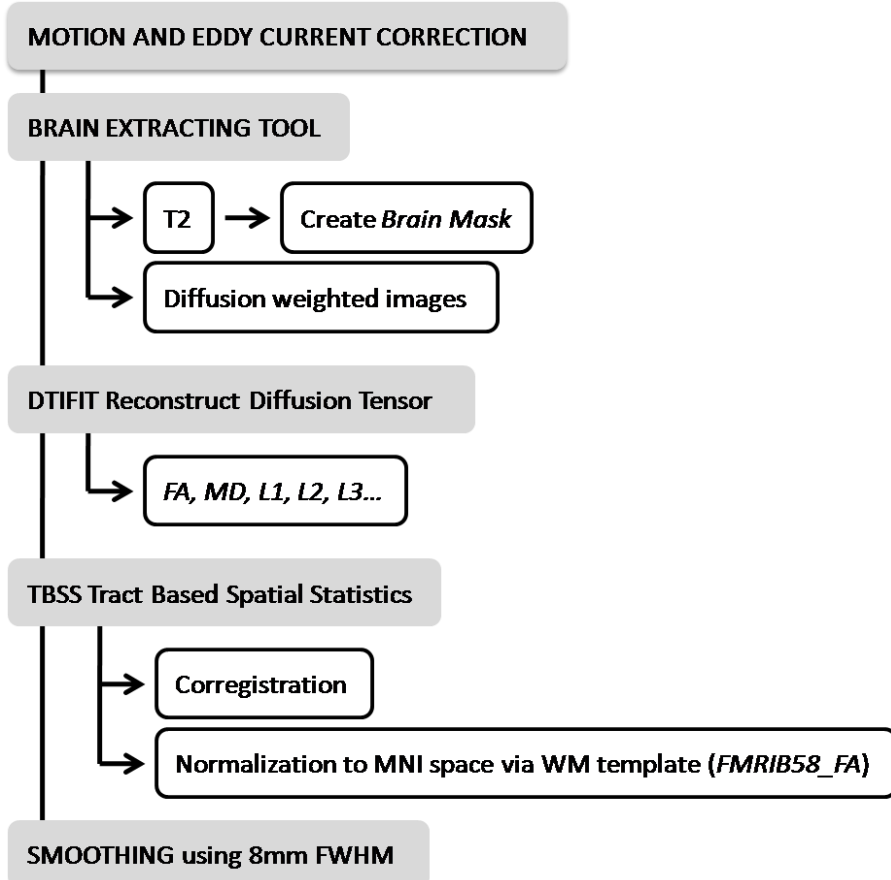 MOTION AND EDDY CURRENT CORRECTION
BRAIN EXTRACTING TOOL
T2
Create Brain Mask
Diffusion weighted images
DTIFIT Reconstruct Diffusion Tensor
FA, MD, L1, L2, L3...
TBSS Tract Based Spatial Statistics
Corregistration
Normalization to MNI space via WM template (FMRIB58_FA)
SMOOTHING using 8mm FWHM